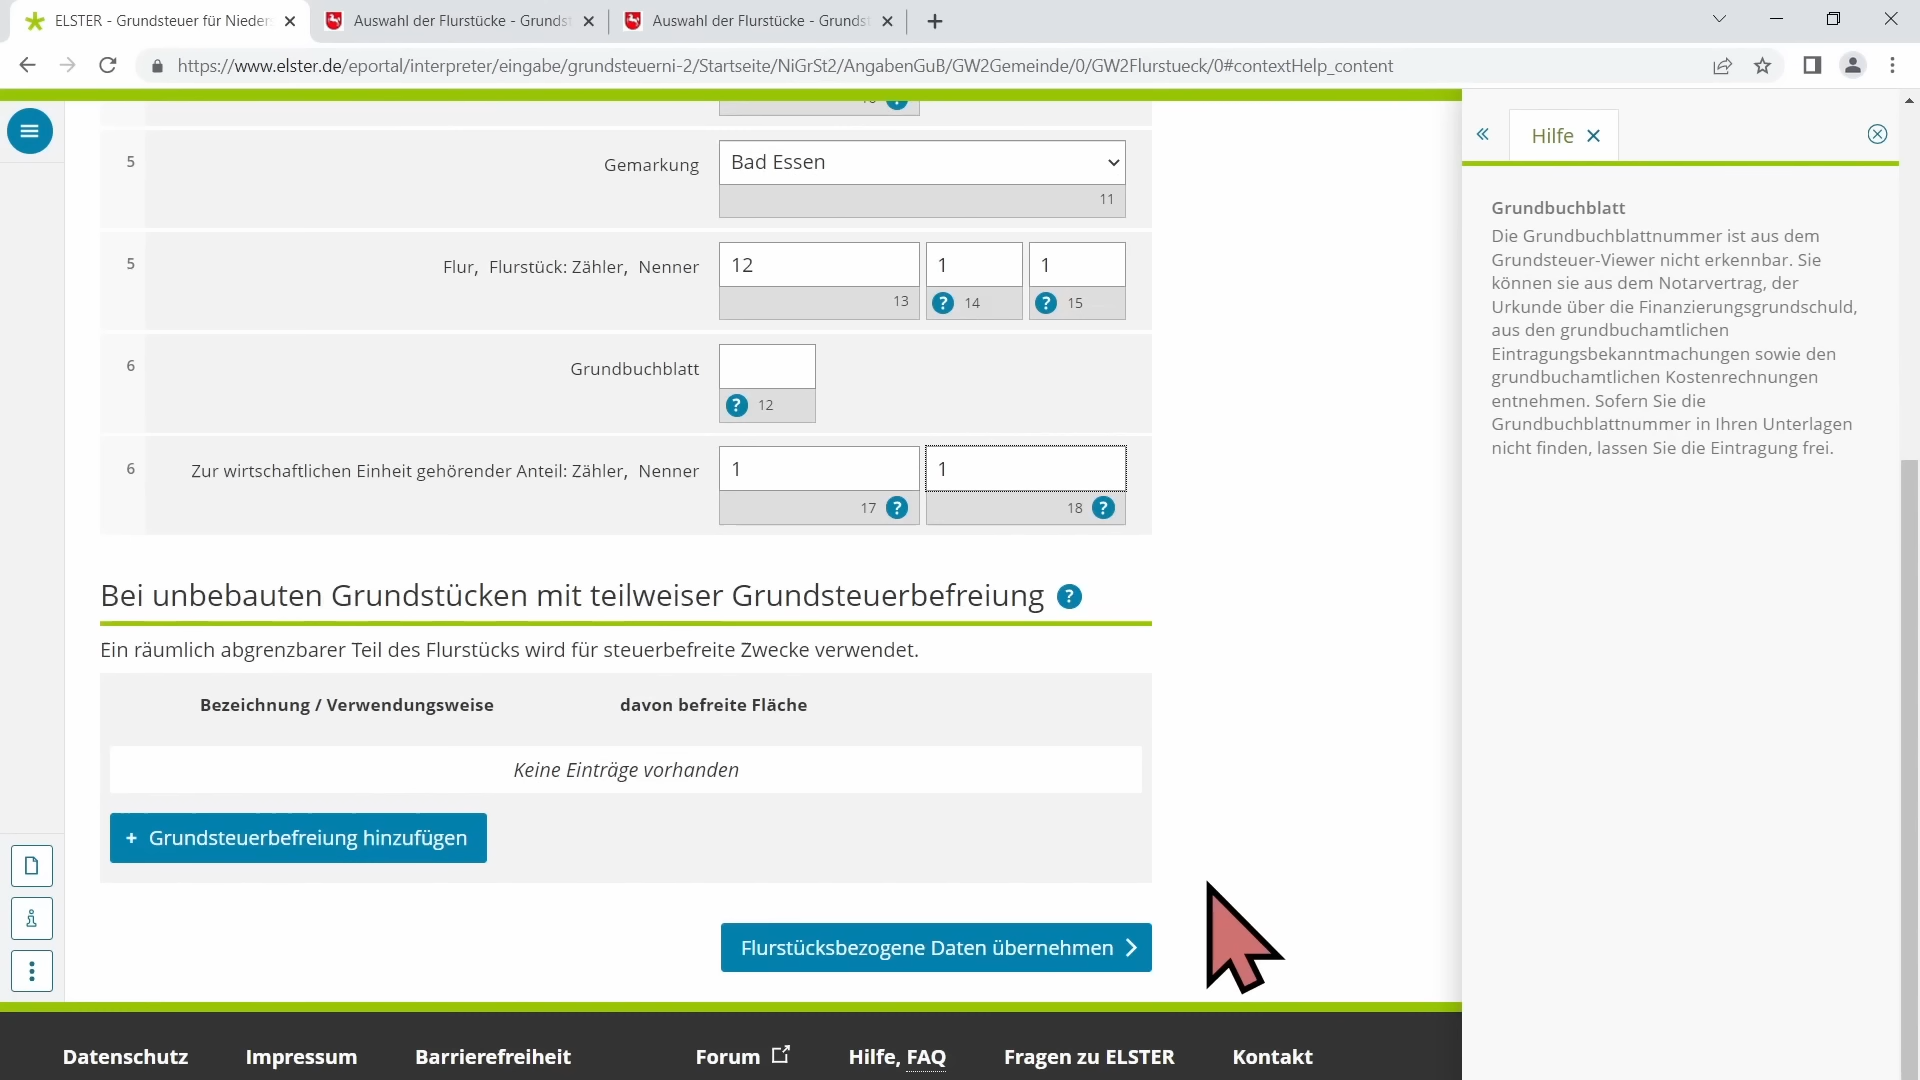 ELSTER - Grundsteuer für Nieder
Auswahl der Flurstücke - Grundst
Auswahl der Flurstücke - Grundst
https://www.elster.de/eportal/interpreter/eingabe/grundsteuerni-2/Startseite/NiGrSt2/AngabenGuB/GW2Gemeinde/0/GW2Flurstueck/0#contextHelp_content
5 Gemarkung Bad Essen
11
5 Flur, Flurstück: Zähler, Nenner 12 1 1
13 ? 14 ? 15
6 Grundbuchblatt
? 12
6 Zur wirtschaftlichen Einheit gehörender Anteil: Zähler, Nenner 1 1
17 ? 18 ?
Bei unbebauten Grundstücken mit teilweiser Grundsteuerbefreiung ?
Ein räumlich abgrenzbarer Teil des Flurstücks wird für steuerbefreite Zwecke verwendet.
Bezeichnung / Verwendungsweise davon befreite Fläche
Keine Einträge vorhanden
+ Grundsteuerbefreiung hinzufügen
Flurstücksbezogene Daten übernehmen
Datenschutz Impressum Barrierefreiheit Forum Hilfe, FAQ Fragen zu ELSTER Kontakt
Hilfe
Grundbuchblatt
Die Grundbuchblattnummer ist aus dem
Grundsteuer-Viewer nicht erkennbar. Sie
können sie aus dem Notarvertrag, der
Urkunde über die Finanzierungsgrundschuld,
aus den grundbuchamtlichen
Eintragungsbekanntmachungen sowie den
grundbuchamtlichen Kostenrechnungen
entnehmen. Sofern Sie die
Grundbuchblattnummer in Ihren Unterlagen
nicht finden, lassen Sie die Eintragung frei.